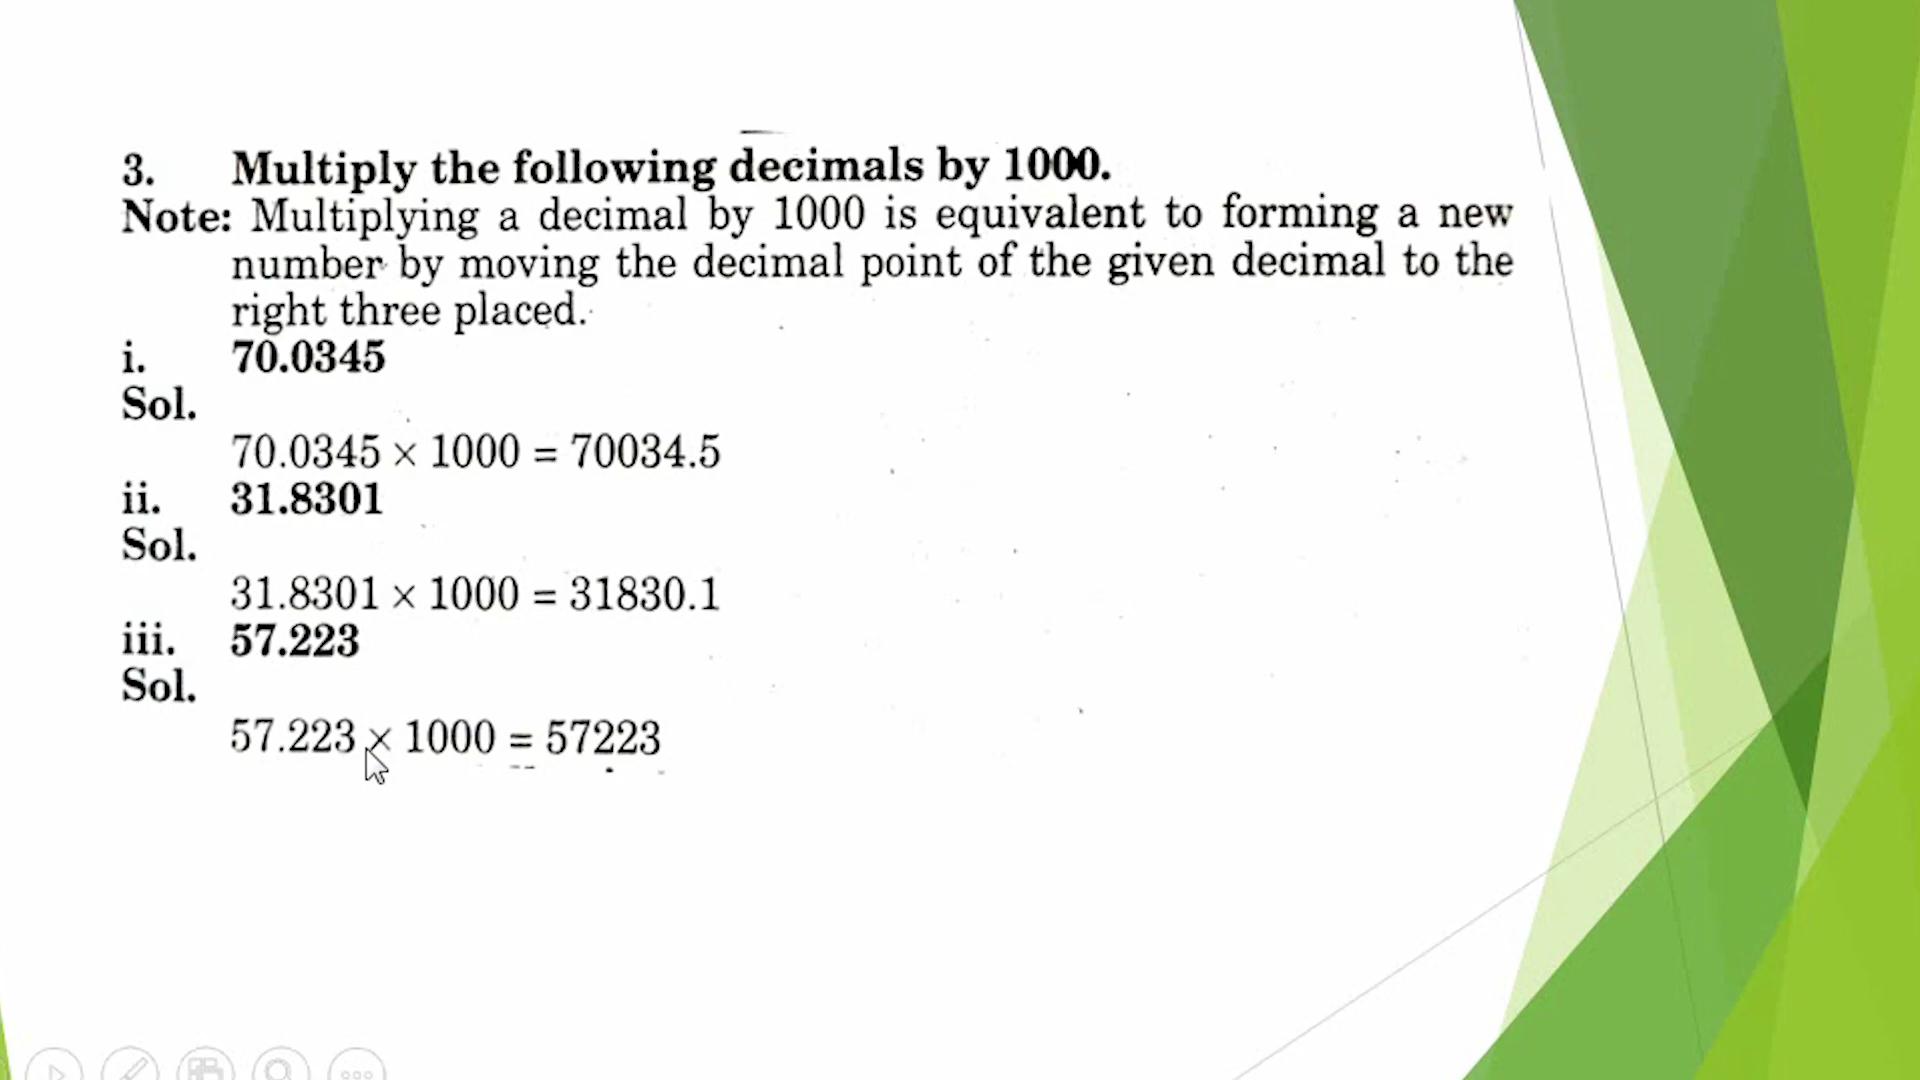 3. Multiply the following decimals by 1000.
Note: Multiplying a decimal by 1000 is equivalent to forming a new
number by moving the decimal point of the given decimal to the
right three placed.
i. 70.0345
Sol.
70.0345 × 1000 = 70034.5
ii. 31.8301
Sol.
31.8301 × 1000 = 31830.1
iii. 57.223
Sol.
57.223 × 1000 = 57223